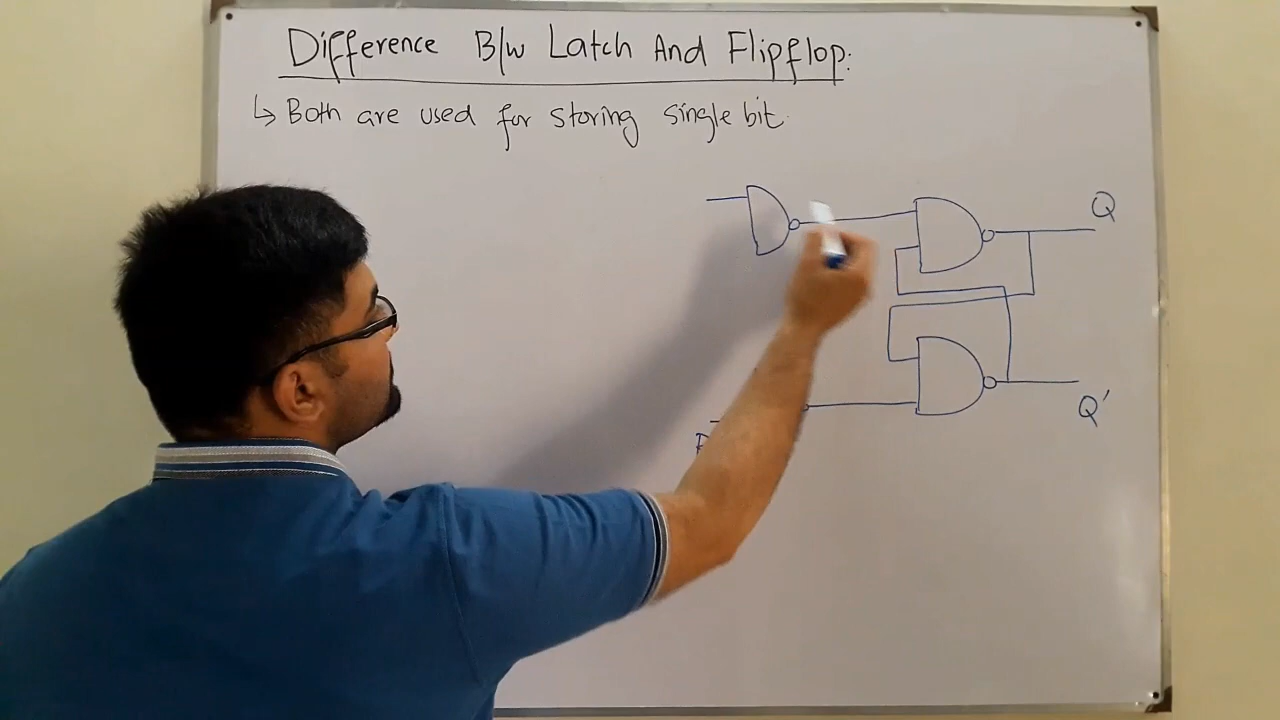 Difference B/w Latch And Flipflop:
↳ Both are used for storing single bit.
Q
Q'